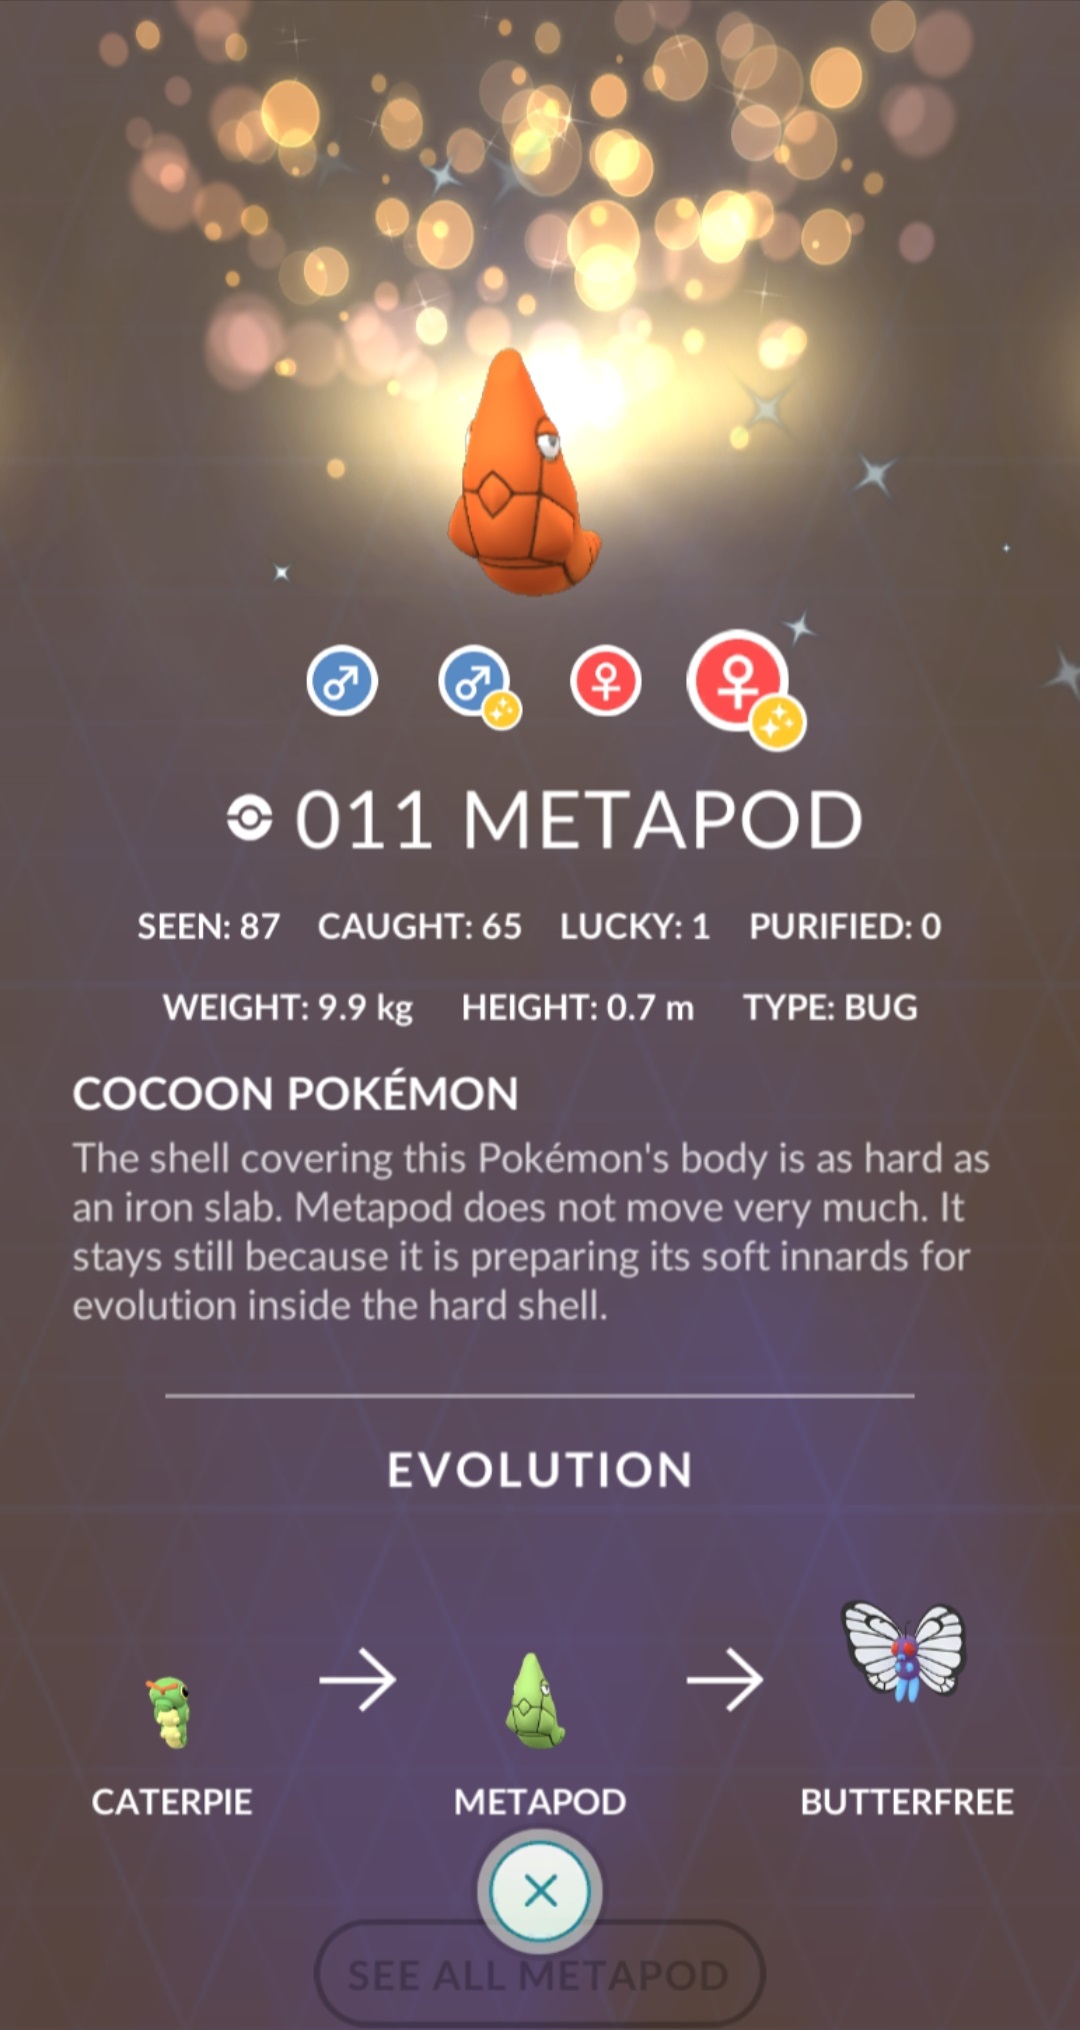 011 METAPOD
SEEN: 87 CAUGHT: 65 LUCKY: 1 PURIFIED: 0
WEIGHT: 9.9 kg HEIGHT: 0.7 m TYPE: BUG
COCOON POKÉMON
The shell covering this Pokémon's body is as hard as
an iron slab. Metapod does not move very much. It
stays still because it is preparing its soft innards for
evolution inside the hard shell.
EVOLUTION
CATERPIE METAPOD BUTTERFREE
SEE ALL METAPOD